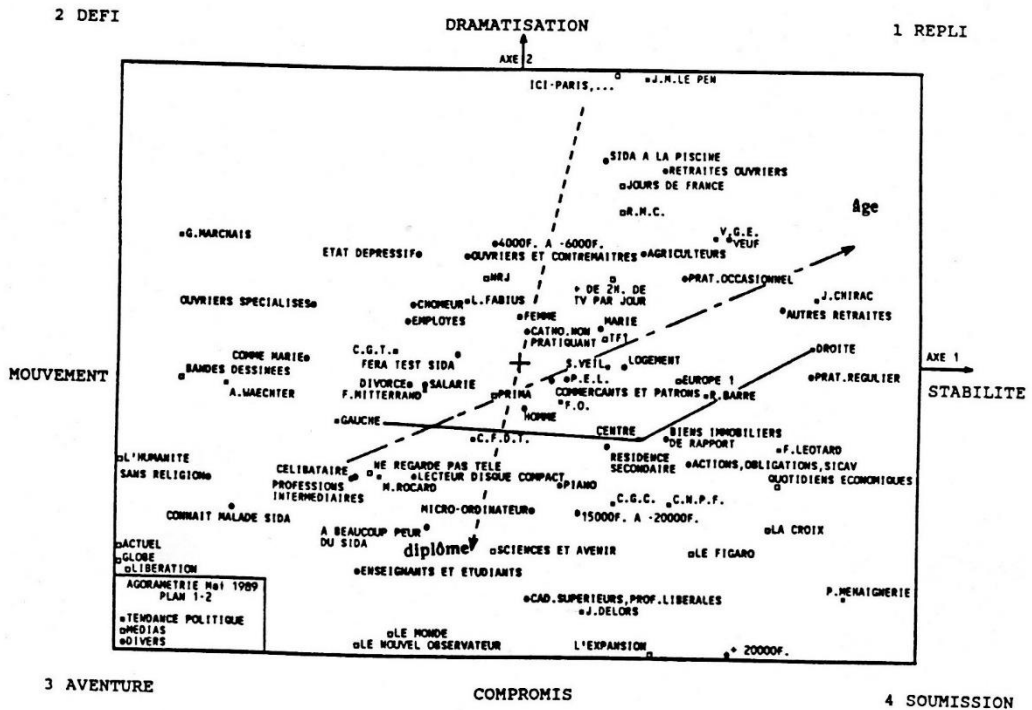 2 DEFI
DRAMATISATION
1 REPLI
AXE 2
ICI-PARIS,...
J.M.LE PEN
SIDA A LA PISCINE
RETRAITES OUVRIERS
JOURS DE FRANCE
R.M.C.
âge
G.MARCHAIS
V.G.E.
VEUF
4000F. A -6000F.
ETAT DEPRESSIF
OUVRIERS ET CONTREMAITRES
AGRICULTEURS
NRJ
+ DE 2H. DE
TV PAR JOUR
PRAT.OCCASIONNEL
OUVRIERS SPECIALISES
CHOMEUR
L.FABIUS
J.CHIRAC
AUTRES RETRAITES
EMPLOYES
FEMME
MARIE
CATHO.NON
PRATIQUANT
TF1
C.G.T.
FERA TEST SIDA
DROITE
COMME MARIE
S.VEIL
LOGEMENT
AXE 1
MOUVEMENT
BANDES DESSINEES
A.WAECHTER
DIVORCE
SALARIE
F.MITTERRAND
P.E.L.
EUROPE 1
PRAT.REGULIER
STABILITE
PRIMA
COMMERCANTS ET PATRONS
R.BARRE
F.O.
HOMME
GAUCHE
C.F.D.T.
CENTRE
BIENS IMMOBILIERS
DE RAPPORT
F.LEOTARD
L'HUMANITE
SANS RELIGION
CELIBATAIRE
PROFESSIONS
INTERMEDIAIRES
NE REGARDE PAS TELE
LECTEUR DISQUE COMPACT
M.ROCARD
RESIDENCE
SECONDAIRE
ACTIONS,OBLIGATIONS,SICAV
QUOTIDIENS ECONOMIQUES
PIANO
C.G.C.
C.N.P.F.
CONNAIT MALADE SIDA
MICRO-ORDINATEUR
15000F. A -20000F.
A BEAUCOUP PEUR
DU SIDA
LA CROIX
diplôme
SCIENCES ET AVENIR
LE FIGARO
ACTUEL
GLOBE
LIBERATION
ENSEIGNANTS ET ETUDIANTS
AGORAMETRIE Mai 1989
PLAN 1-2
TENDANCE POLITIQUE
MEDIAS
DIVERS
CAD.SUPERIEURS,PROF.LIBERALES
J.DELORS
P.MEHAIGNERIE
LE MONDE
LE NOUVEL OBSERVATEUR
L'EXPANSION
+ 20000F.
3 AVENTURE
COMPROMIS
4 SOUMISSION